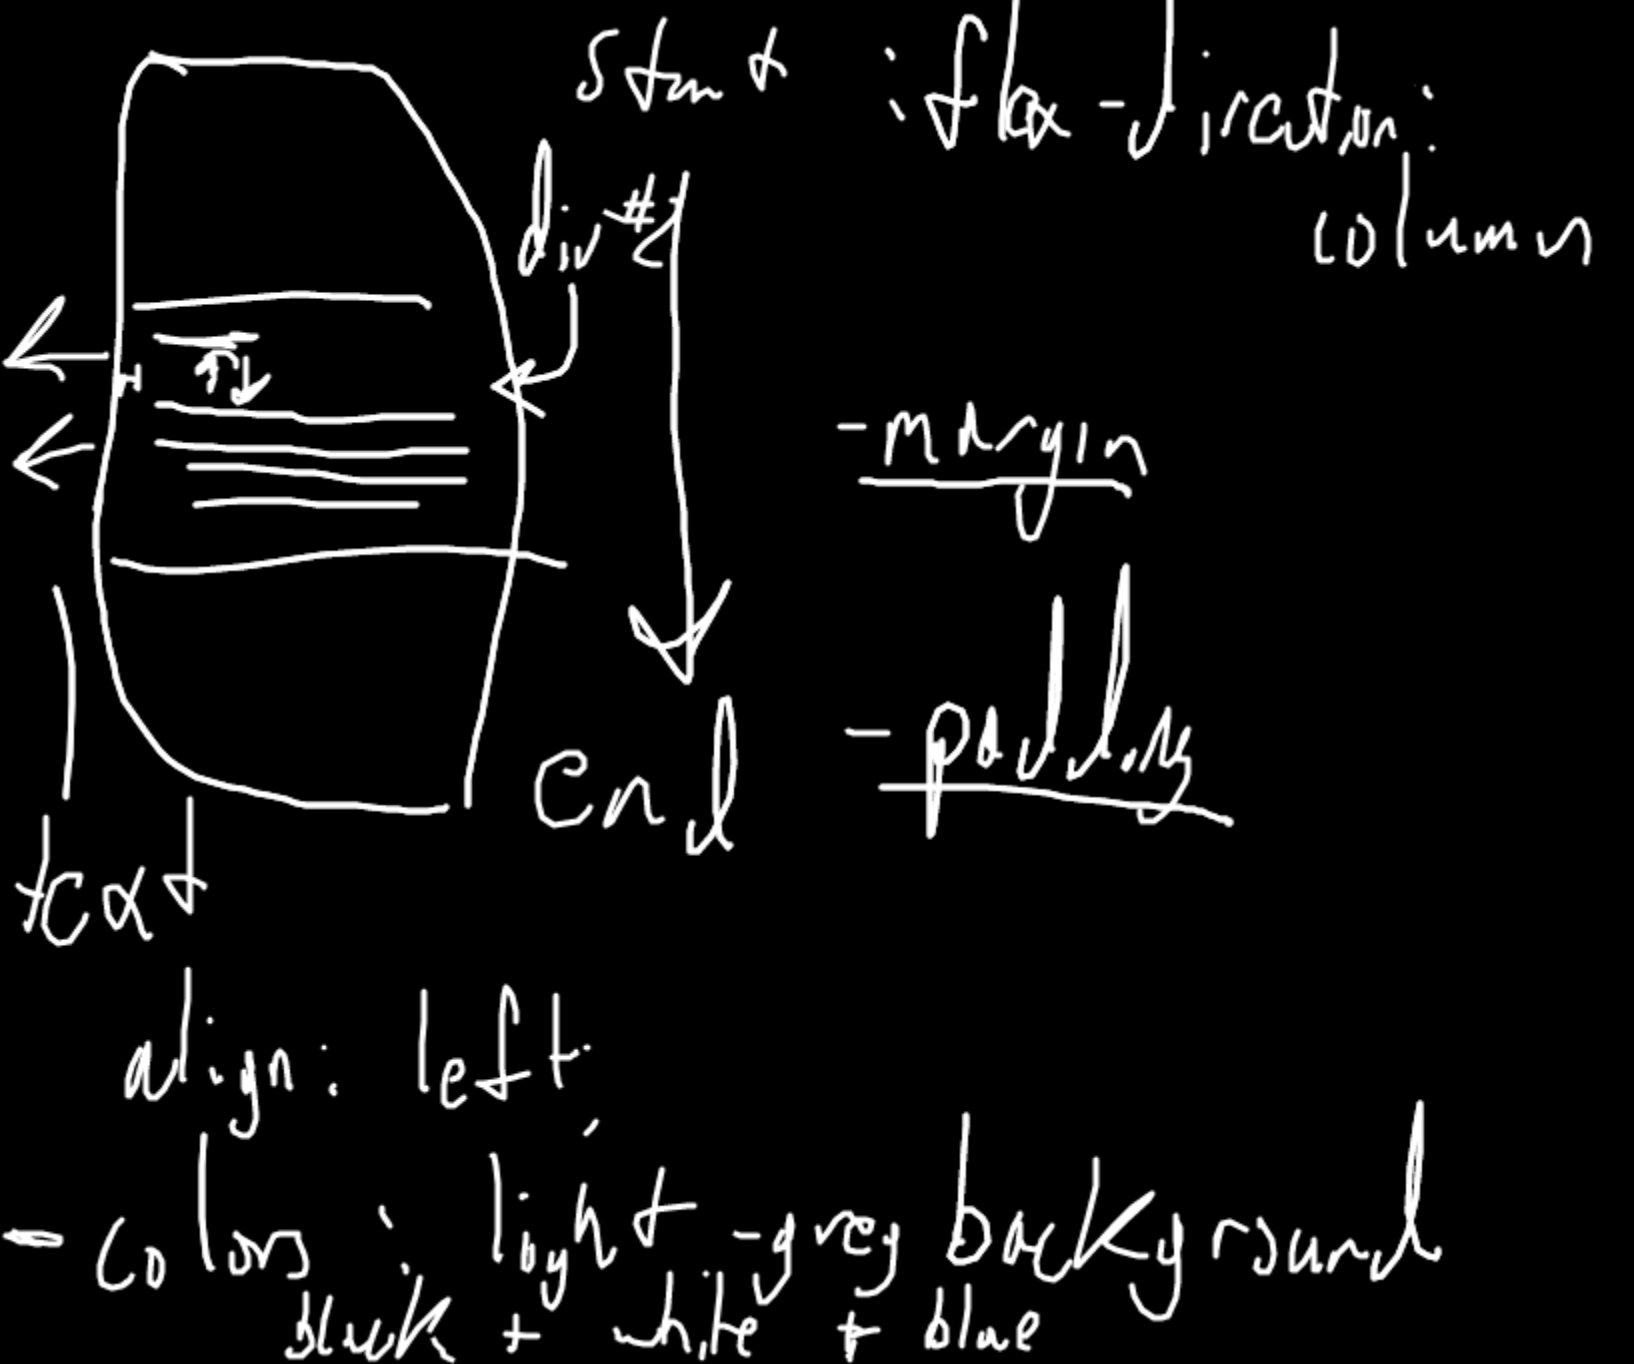 start : flex-direction:
column
div #2
- margin
- padding
end
text
align: left;
- colors : light-grey background
black + white + blue